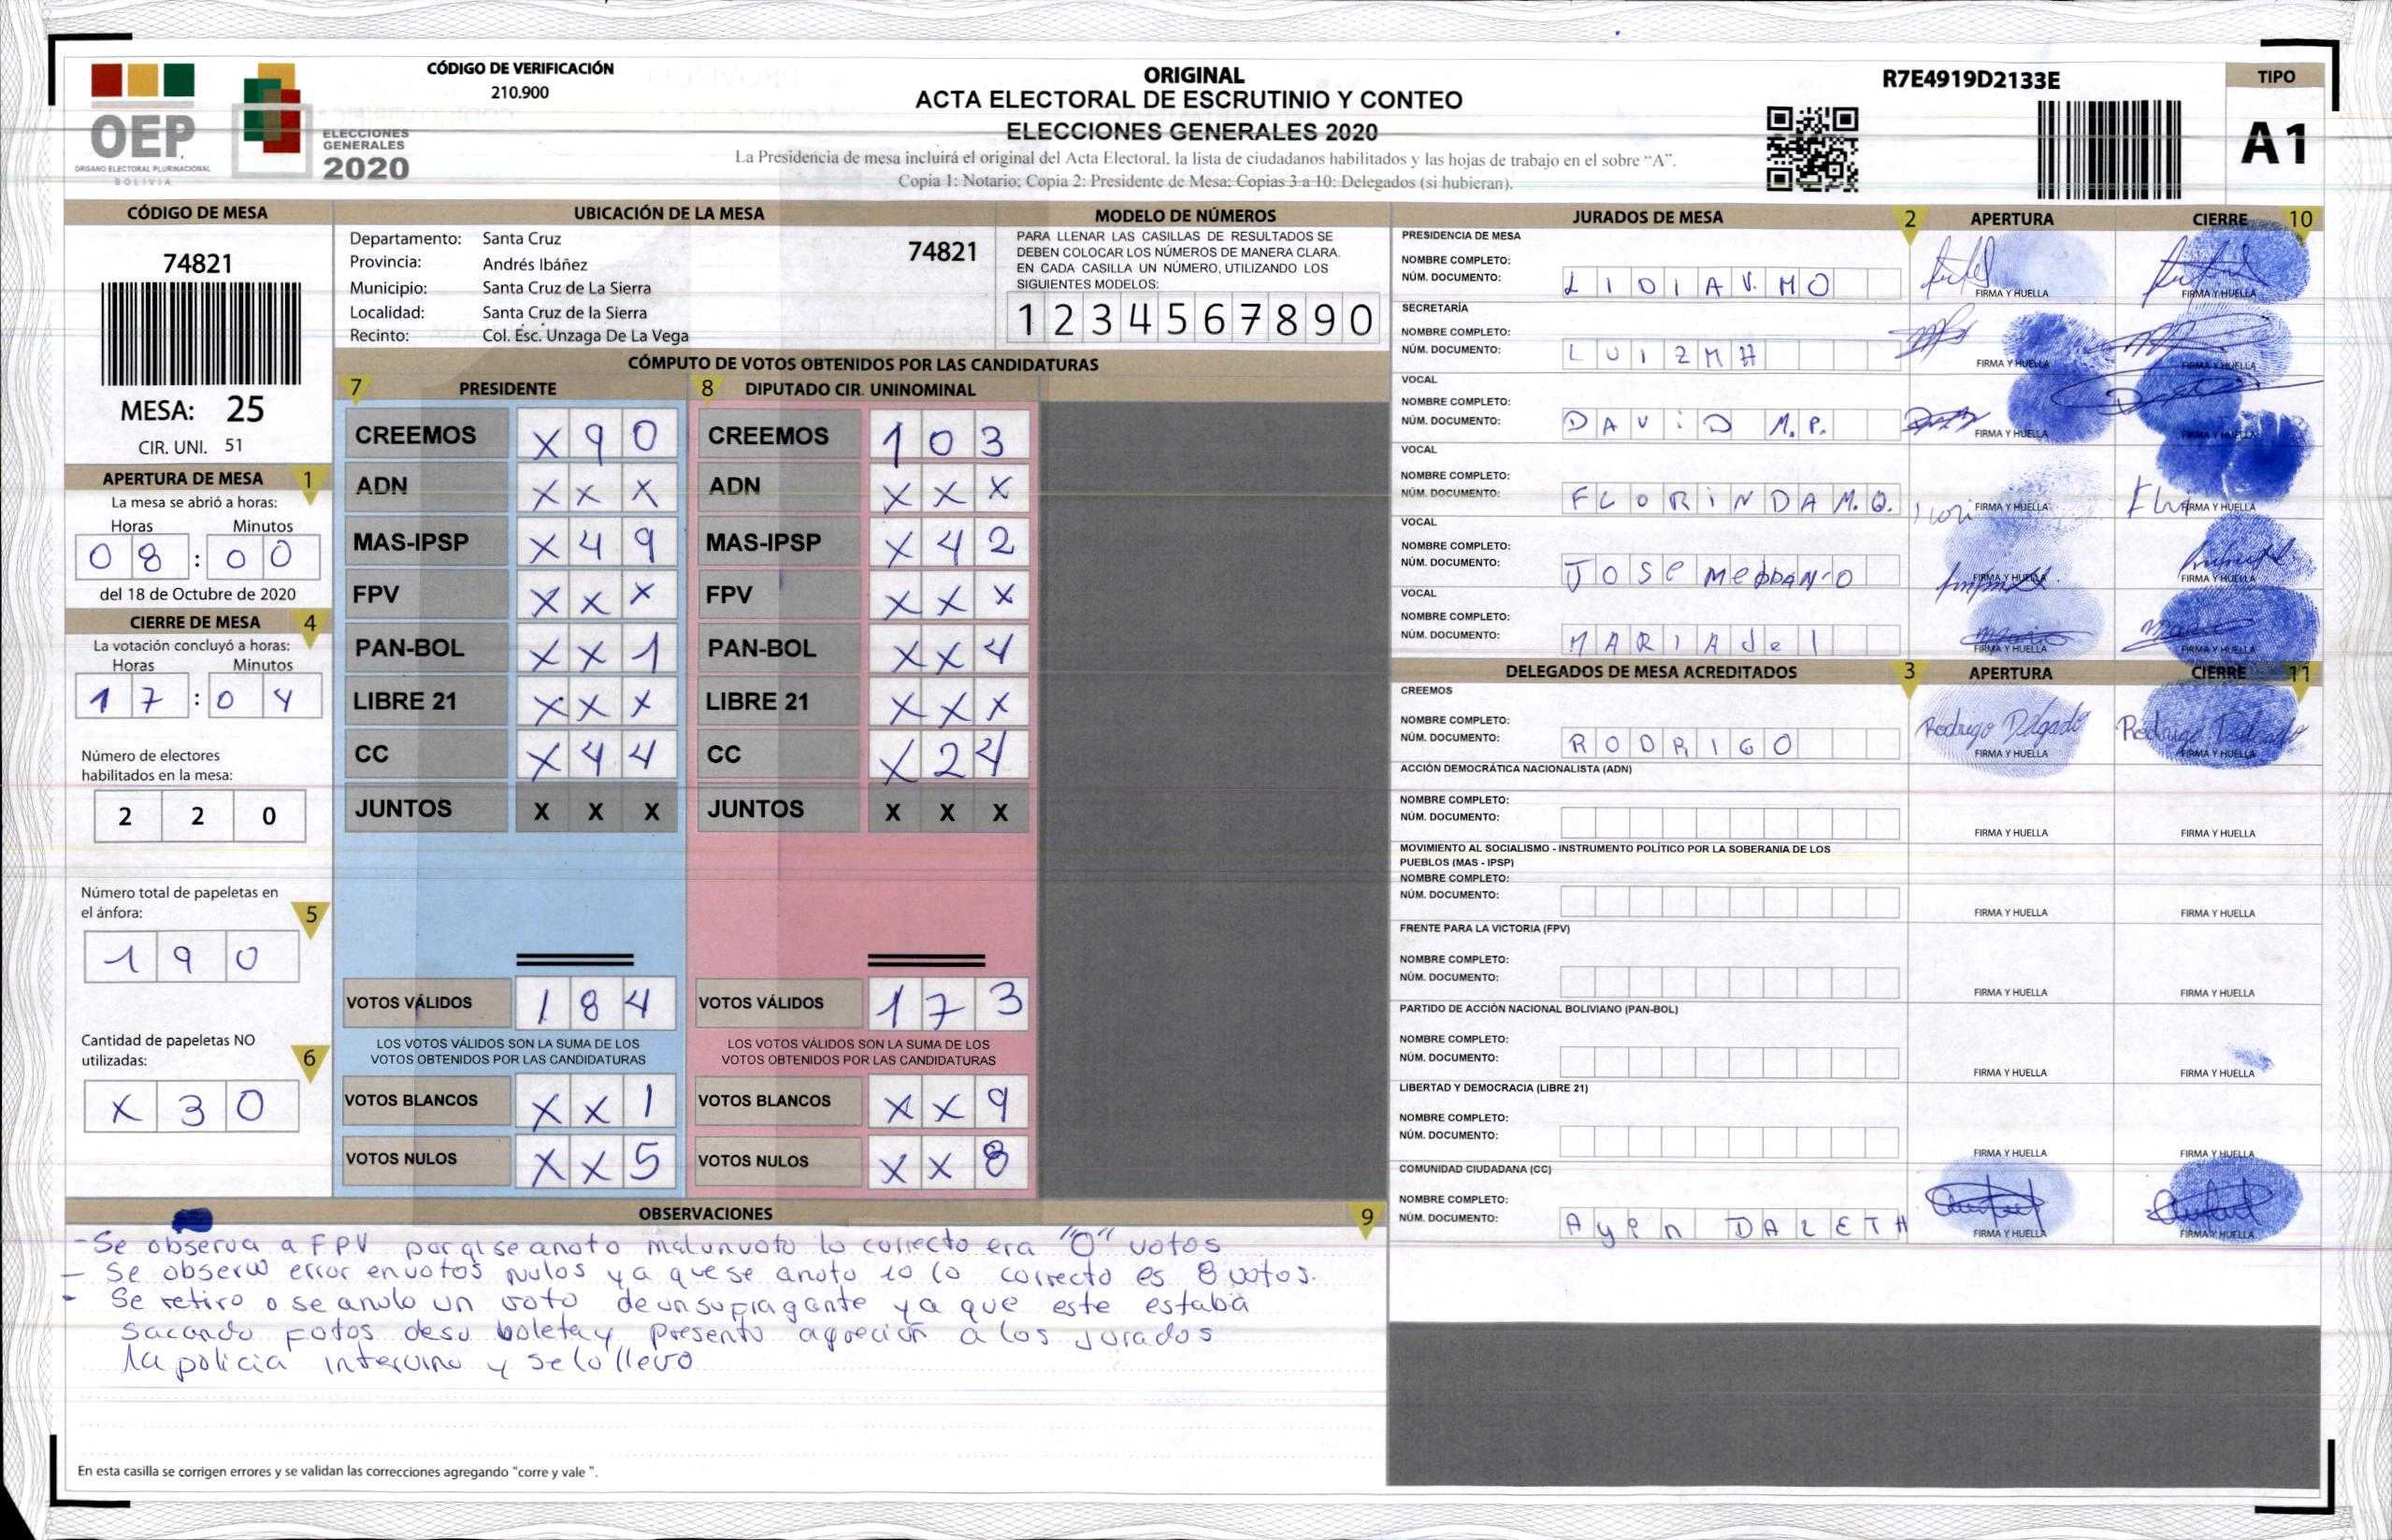 OEP
ÓRGANO ELECTORAL PLURINACIONAL
BOLIVIA
ELECCIONES
GENERALES
2020
CÓDIGO DE VERIFICACIÓN
210.900
ORIGINAL
ACTA ELECTORAL DE ESCRUTINIO Y CONTEO
ELECCIONES GENERALES 2020
La Presidencia de mesa incluirá el original del Acta Electoral, la lista de ciudadanos habilitados y las hojas de trabajo en el sobre “A”.
Copia 1: Notario; Copia 2: Presidente de Mesa; Copias 3 a 10: Delegados (si hubieran).
R7E4919D2133E
TIPO
A1
CÓDIGO DE MESA
74821
MESA: 25
CIR. UNI. 51
APERTURA DE MESA 1
La mesa se abrió a horas:
Horas Minutos
0 8 : 0 0
del 18 de Octubre de 2020
CIERRE DE MESA 4
La votación concluyó a horas:
Horas Minutos
1 7 : 0 4
Número de electores
habilitados en la mesa:
2 2 0
Número total de papeletas en
el ánfora: 5
1 9 0
Cantidad de papeletas NO
utilizadas: 6
X 3 0
UBICACIÓN DE LA MESA
Departamento: Santa Cruz
74821
Provincia: Andrés Ibáñez
Municipio: Santa Cruz de La Sierra
Localidad: Santa Cruz de la Sierra
Recinto: Col. Esc. Unzaga De La Vega
MODELO DE NÚMEROS
PARA LLENAR LAS CASILLAS DE RESULTADOS SE
DEBEN COLOCAR LOS NÚMEROS DE MANERA CLARA.
EN CADA CASILLA UN NÚMERO, UTILIZANDO LOS
SIGUIENTES MODELOS:
1 2 3 4 5 6 7 8 9 0
CÓMPUTO DE VOTOS OBTENIDOS POR LAS CANDIDATURAS
7 PRESIDENTE 8 DIPUTADO CIR. UNINOMINAL
CREEMOS X 9 0 CREEMOS 1 0 3
ADN X X X ADN X X X
MAS-IPSP X 4 9 MAS-IPSP X 4 2
FPV X X X FPV X X X
PAN-BOL X X 1 PAN-BOL X X 4
LIBRE 21 X X X LIBRE 21 X X X
CC X 4 4 CC X 2 4
JUNTOS X X X JUNTOS X X X
VOTOS VÁLIDOS 1 8 4 VOTOS VÁLIDOS 1 7 3
LOS VOTOS VÁLIDOS SON LA SUMA DE LOS LOS VOTOS VÁLIDOS SON LA SUMA DE LOS
VOTOS OBTENIDOS POR LAS CANDIDATURAS VOTOS OBTENIDOS POR LAS CANDIDATURAS
VOTOS BLANCOS X X 1 VOTOS BLANCOS X X 9
VOTOS NULOS X X 5 VOTOS NULOS X X 8
JURADOS DE MESA 2 APERTURA CIERRE 10
PRESIDENCIA DE MESA
NOMBRE COMPLETO:
NÚM. DOCUMENTO: LIDIA V. MO FIRMA Y HUELLA FIRMA Y HUELLA
SECRETARÍA
NOMBRE COMPLETO:
NÚM. DOCUMENTO: LUIZ MH FIRMA Y HUELLA FIRMA Y HUELLA
VOCAL
NOMBRE COMPLETO:
NÚM. DOCUMENTO: DAViD M.P. FIRMA Y HUELLA FIRMA Y HUELLA
VOCAL
NOMBRE COMPLETO:
NÚM. DOCUMENTO: FLORiNDA M.Q. FIRMA Y HUELLA FIRMA Y HUELLA
VOCAL
NOMBRE COMPLETO:
NÚM. DOCUMENTO: JOSe FIRMA Y HUELLA FIRMA Y HUELLA
VOCAL
NOMBRE COMPLETO:
NÚM. DOCUMENTO: MARIA del FIRMA Y HUELLA FIRMA Y HUELLA
DELEGADOS DE MESA ACREDITADOS 3 APERTURA CIERRE 11
CREEMOS
NOMBRE COMPLETO:
NÚM. DOCUMENTO: RODRIGO Rodrigo Delgado FIRMA Y HUELLA Rodrigo Delgado FIRMA Y HUELLA
ACCIÓN DEMOCRÁTICA NACIONALISTA (ADN)
NOMBRE COMPLETO:
NÚM. DOCUMENTO: FIRMA Y HUELLA FIRMA Y HUELLA
MOVIMIENTO AL SOCIALISMO - INSTRUMENTO POLÍTICO POR LA SOBERANIA DE LOS
PUEBLOS (MAS - IPSP)
NOMBRE COMPLETO:
NÚM. DOCUMENTO: FIRMA Y HUELLA FIRMA Y HUELLA
FRENTE PARA LA VICTORIA (FPV)
NOMBRE COMPLETO:
NÚM. DOCUMENTO: FIRMA Y HUELLA FIRMA Y HUELLA
PARTIDO DE ACCIÓN NACIONAL BOLIVIANO (PAN-BOL)
NOMBRE COMPLETO:
NÚM. DOCUMENTO: FIRMA Y HUELLA FIRMA Y HUELLA
LIBERTAD Y DEMOCRACIA (LIBRE 21)
NOMBRE COMPLETO:
NÚM. DOCUMENTO: FIRMA Y HUELLA FIRMA Y HUELLA
COMUNIDAD CIUDADANA (CC)
NOMBRE COMPLETO:
NÚM. DOCUMENTO: DALETH FIRMA Y HUELLA FIRMA Y HUELLA
OBSERVACIONES 9
- Se observa a FPV porq se anoto mal un voto lo correcto era "0" votos
- Se observo error en votos nulos ya que se anoto 10 lo correcto es 8 votos.
- Se retiro o se anulo un voto de un supragante ya que este estaba
sacando fotos de su boleta y presento agrecion a los jurados
la policia intervino y se lo llevo
En esta casilla se corrigen errores y se validan las correcciones agregando “corre y vale ”.